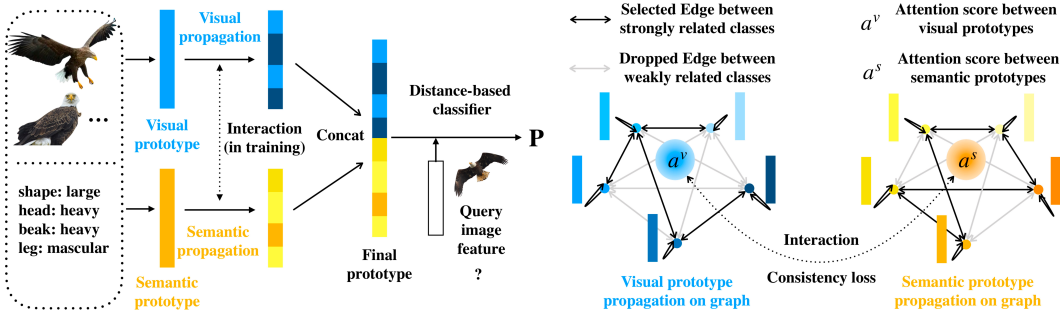 Visual
propagation
Visual
prototype
Interaction
(in training)
shape: large
head: heavy
beak: heavy
leg: mascular
Semantic
propagation
Semantic
prototype
Concat
Final
prototype
Distance-based
classifier
P
Query
image
feature
?
Selected Edge between
strongly related classes
Dropped Edge between
weakly related classes
a^v
Attention score between
visual prototypes
a^s
Attention score between
semantic prototypes
a^v
a^s
Interaction
Consistency loss
Visual prototype
propagation on graph
Semantic prototype
propagation on graph